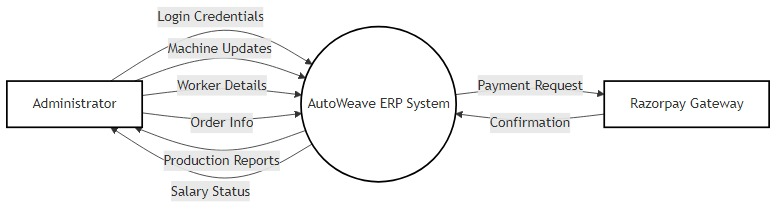 Login Credentials
Machine Updates
Worker Details
Order Info
Production Reports
Salary Status
Administrator
AutoWeave ERP System
Payment Request
Confirmation
Razorpay Gateway